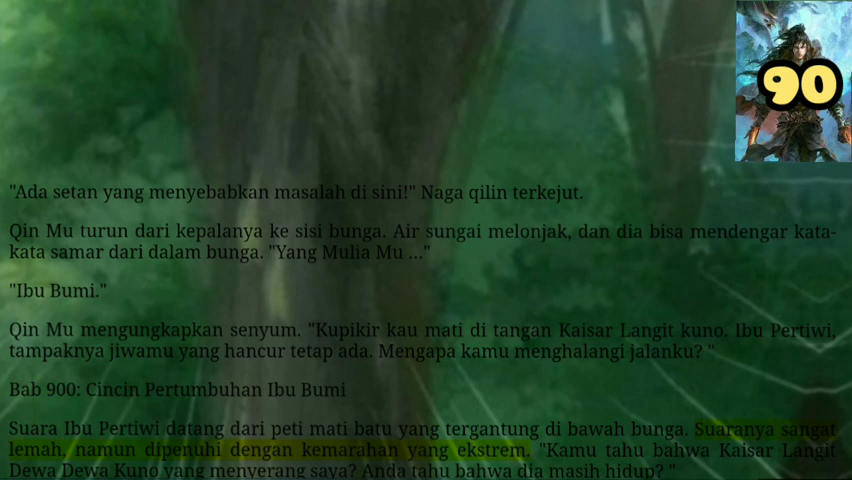 90
"Ada setan yang menyebabkan masalah di sini!" Naga qilin terkejut.
Qin Mu turun dari kepalanya ke sisi bunga. Air sungai melonjak, dan dia bisa mendengar kata-
kata samar dari dalam bunga. "Yang Mulia Mu ..."
"Ibu Bumi."
Qin Mu mengungkapkan senyum. "Kupikir kau mati di tangan Kaisar Langit kuno. Ibu Pertiwi,
tampaknya jiwamu yang hancur tetap ada. Mengapa kamu menghalangi jalanku? "
Bab 900: Cincin Pertumbuhan Ibu Bumi
Suara Ibu Pertiwi datang dari peti mati batu yang tergantung di bawah bunga. Suaranya sangat
lemah, namun dipenuhi dengan kemarahan yang ekstrem. "Kamu tahu bahwa Kaisar Langit
Dewa Dewa Kuno yang menyerang saya? Anda tahu bahwa dia masih hidup? "